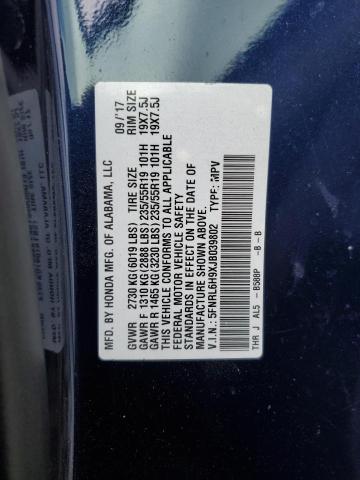 MFD. BY HONDA MFG. OF ALABAMA, LLC 09/'17
GVWR 2730 KG(6019 LBS) TIRE SIZE RIM SIZE
GAWR F 1310 KG(2888 LBS) 235/55R19 101H 19X7.5J
GAWR R 1465 KG(3230 LBS) 235/55R19 101H 19X7.5J
THIS VEHICLE CONFORMS TO ALL APPLICABLE
FEDERAL MOTOR VEHICLE SAFETY
STANDARDS IN EFFECT ON THE DATE OF
MANUFACTURE SHOWN ABOVE.
V.I.N.: 5FNRL6H9XJB039802 TYPE: MPV
THR J AL5 - B588P -B -B